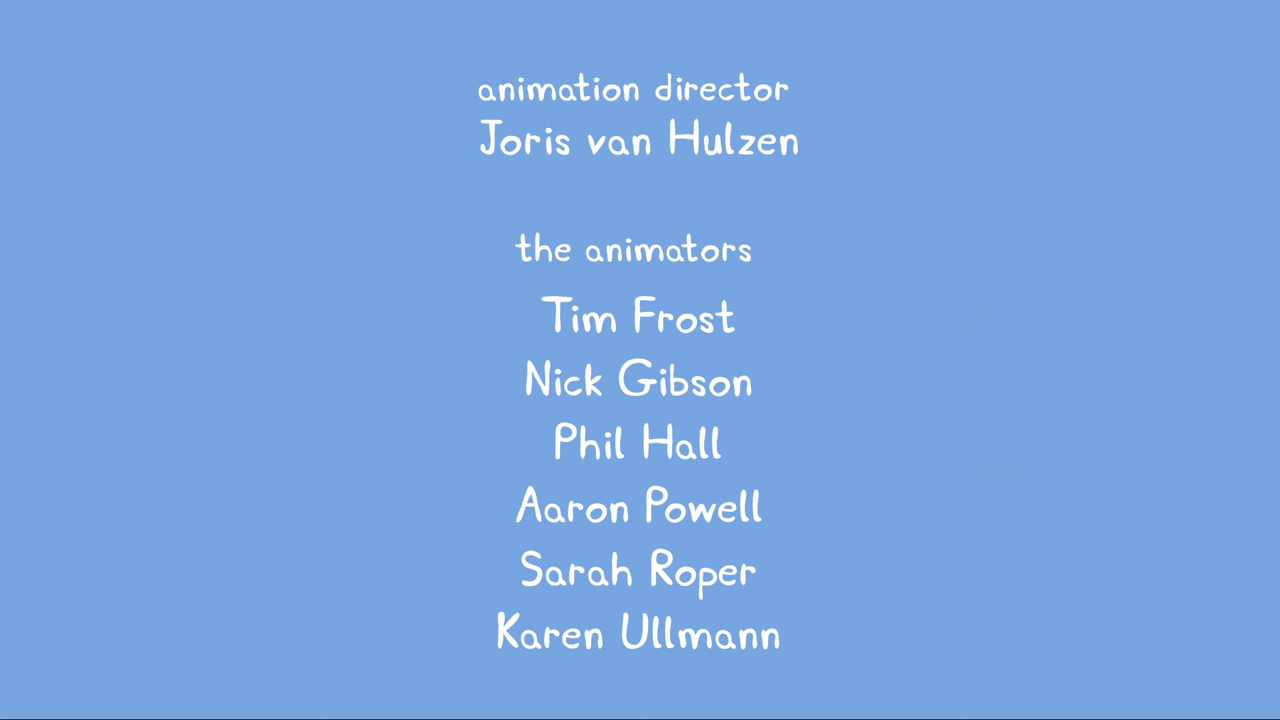 animation director
Joris van Hulzen
the animators
Tim Frost
Nick Gibson
Phil Hall
Aaron Powell
Sarah Roper
Karen Ullmann